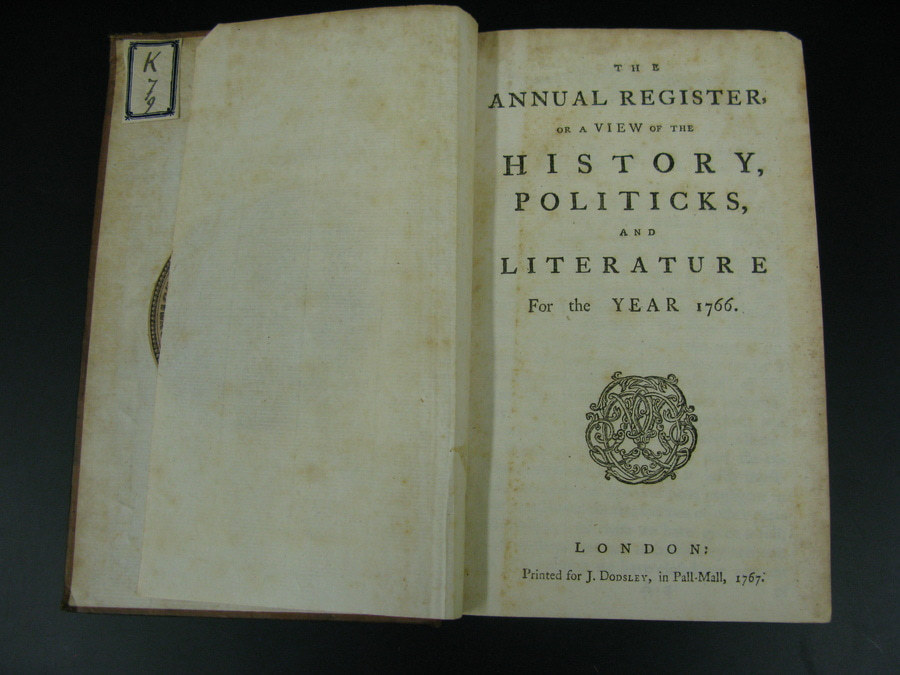 K
7
9
THE
ANNUAL REGISTER,
OR A VIEW OF THE
HISTORY,
POLITICKS,
AND
LITERATURE
For the YEAR 1766.
LONDON:
Printed for J. DODSLEY, in Pall-Mall, 1767.